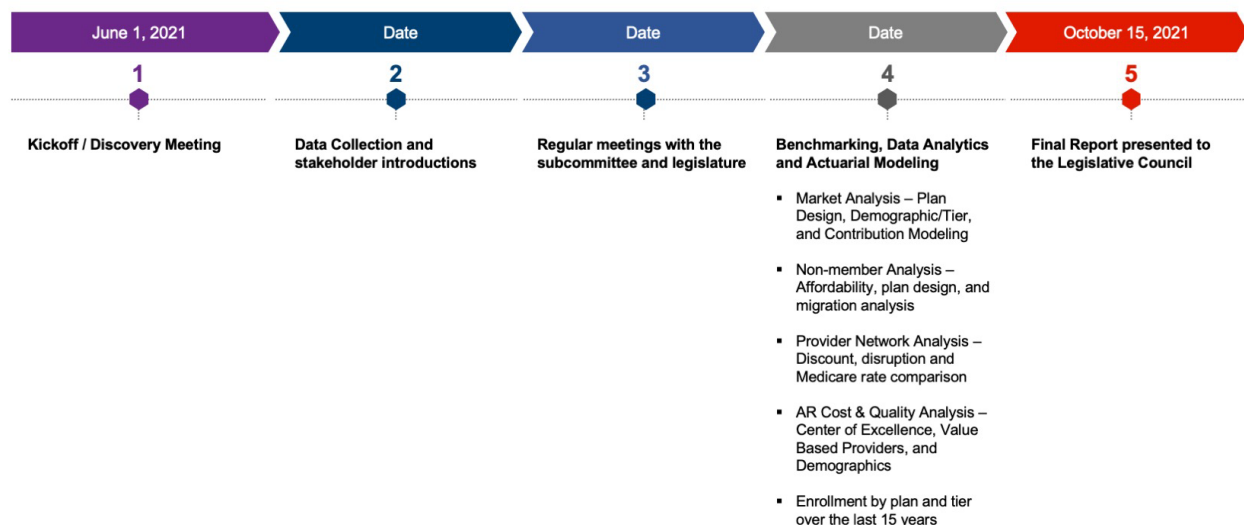 June 1, 2021
Date
Date
Date
October 15, 2021
1
2
3
4
5
Kickoff / Discovery Meeting
Data Collection and
stakeholder introductions
Regular meetings with the
subcommittee and legislature
Benchmarking, Data Analytics
and Actuarial Modeling
▪ Market Analysis – Plan
Design, Demographic/Tier,
and Contribution Modeling
▪ Non-member Analysis –
Affordability, plan design, and
migration analysis
▪ Provider Network Analysis –
Discount, disruption and
Medicare rate comparison
▪ AR Cost & Quality Analysis –
Center of Excellence, Value
Based Providers, and
Demographics
▪ Enrollment by plan and tier
over the last 15 years
Final Report presented to
the Legislative Council